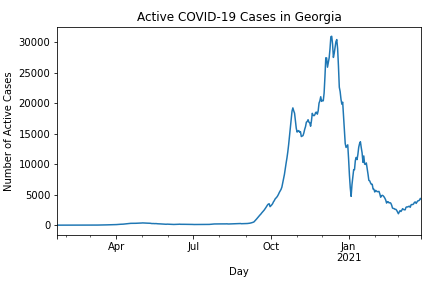 Active COVID-19 Cases in Georgia
30000
25000
20000
15000
10000
5000
0
Number of Active Cases
Apr
Jul
Oct
Jan
2021
Day